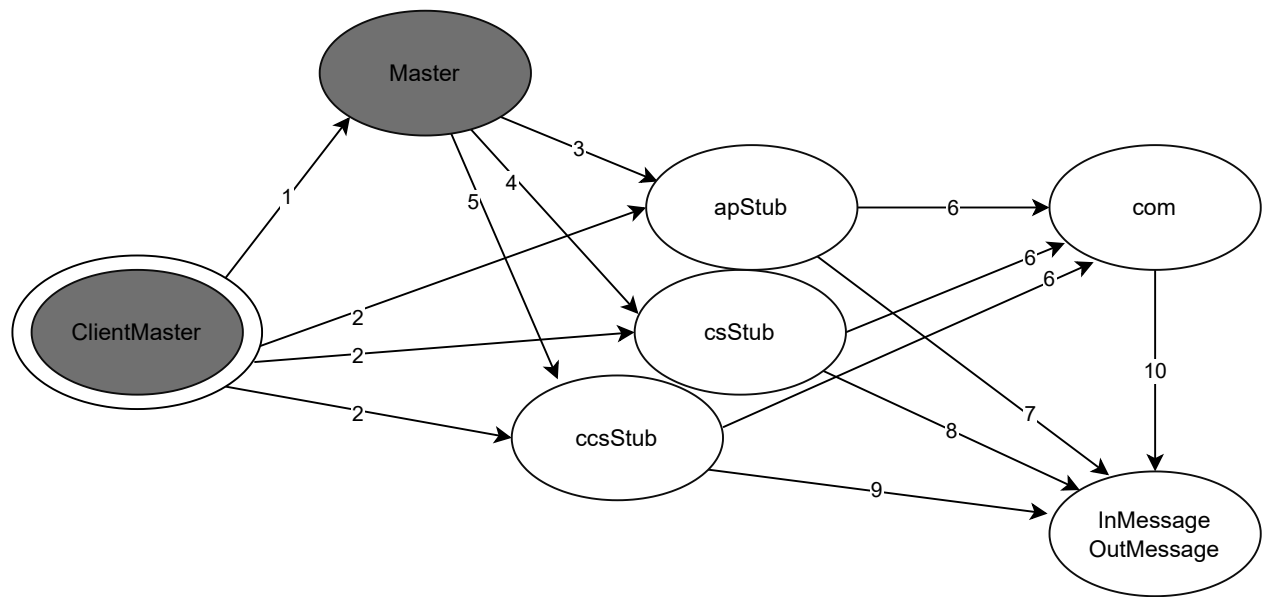 Master
3
1
4
5
apStub
6
com
2
6
ClientMaster
csStub
6
2
10
2
7
8
ccsStub
9
InMessage
OutMessage